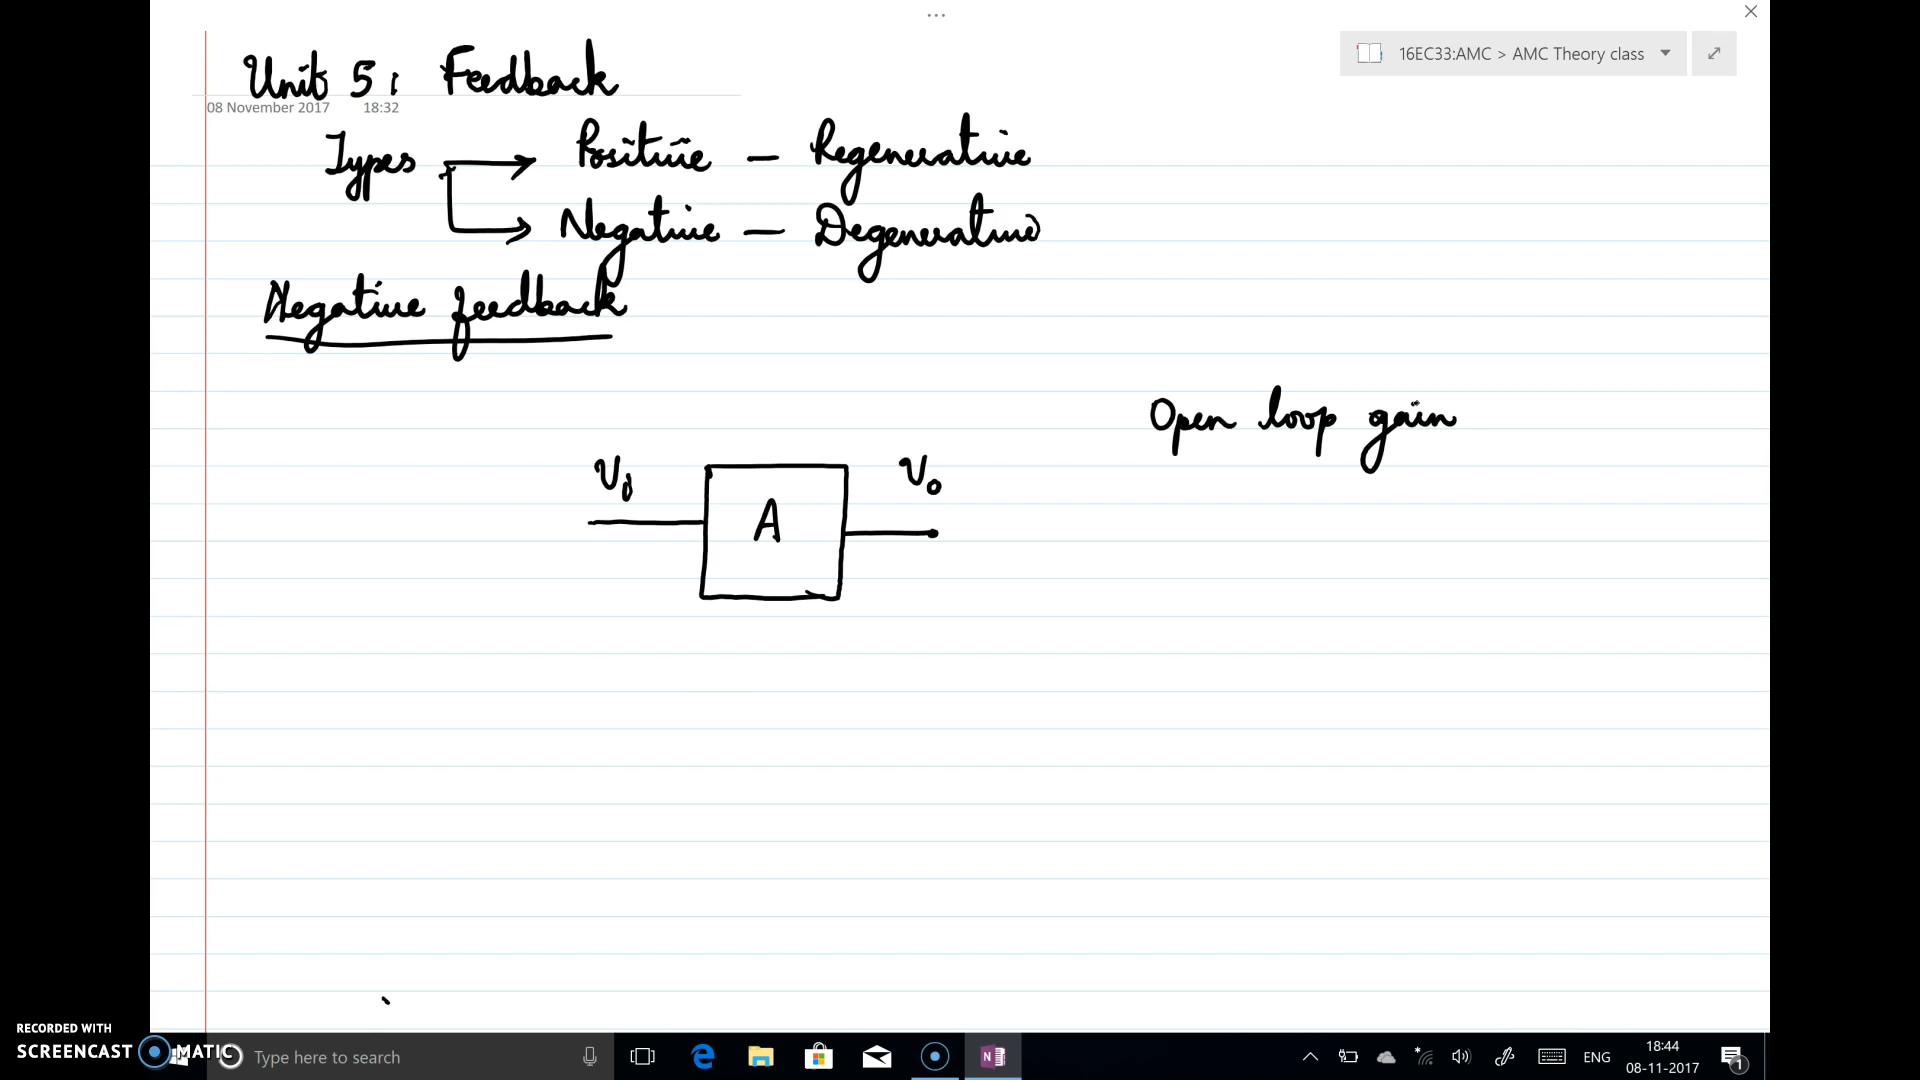 16EC33:AMC > AMC Theory class
Unit 5: Feedback
08 November 2017 18:32
Types Positive — Regenerative
Negative — Degenerative
Negative feedback
Open loop gain
Vi Vo
A
RECORDED WITH
SCREENCAST MATIC
Type here to search
N
ENG
18:44
08-11-2017
1